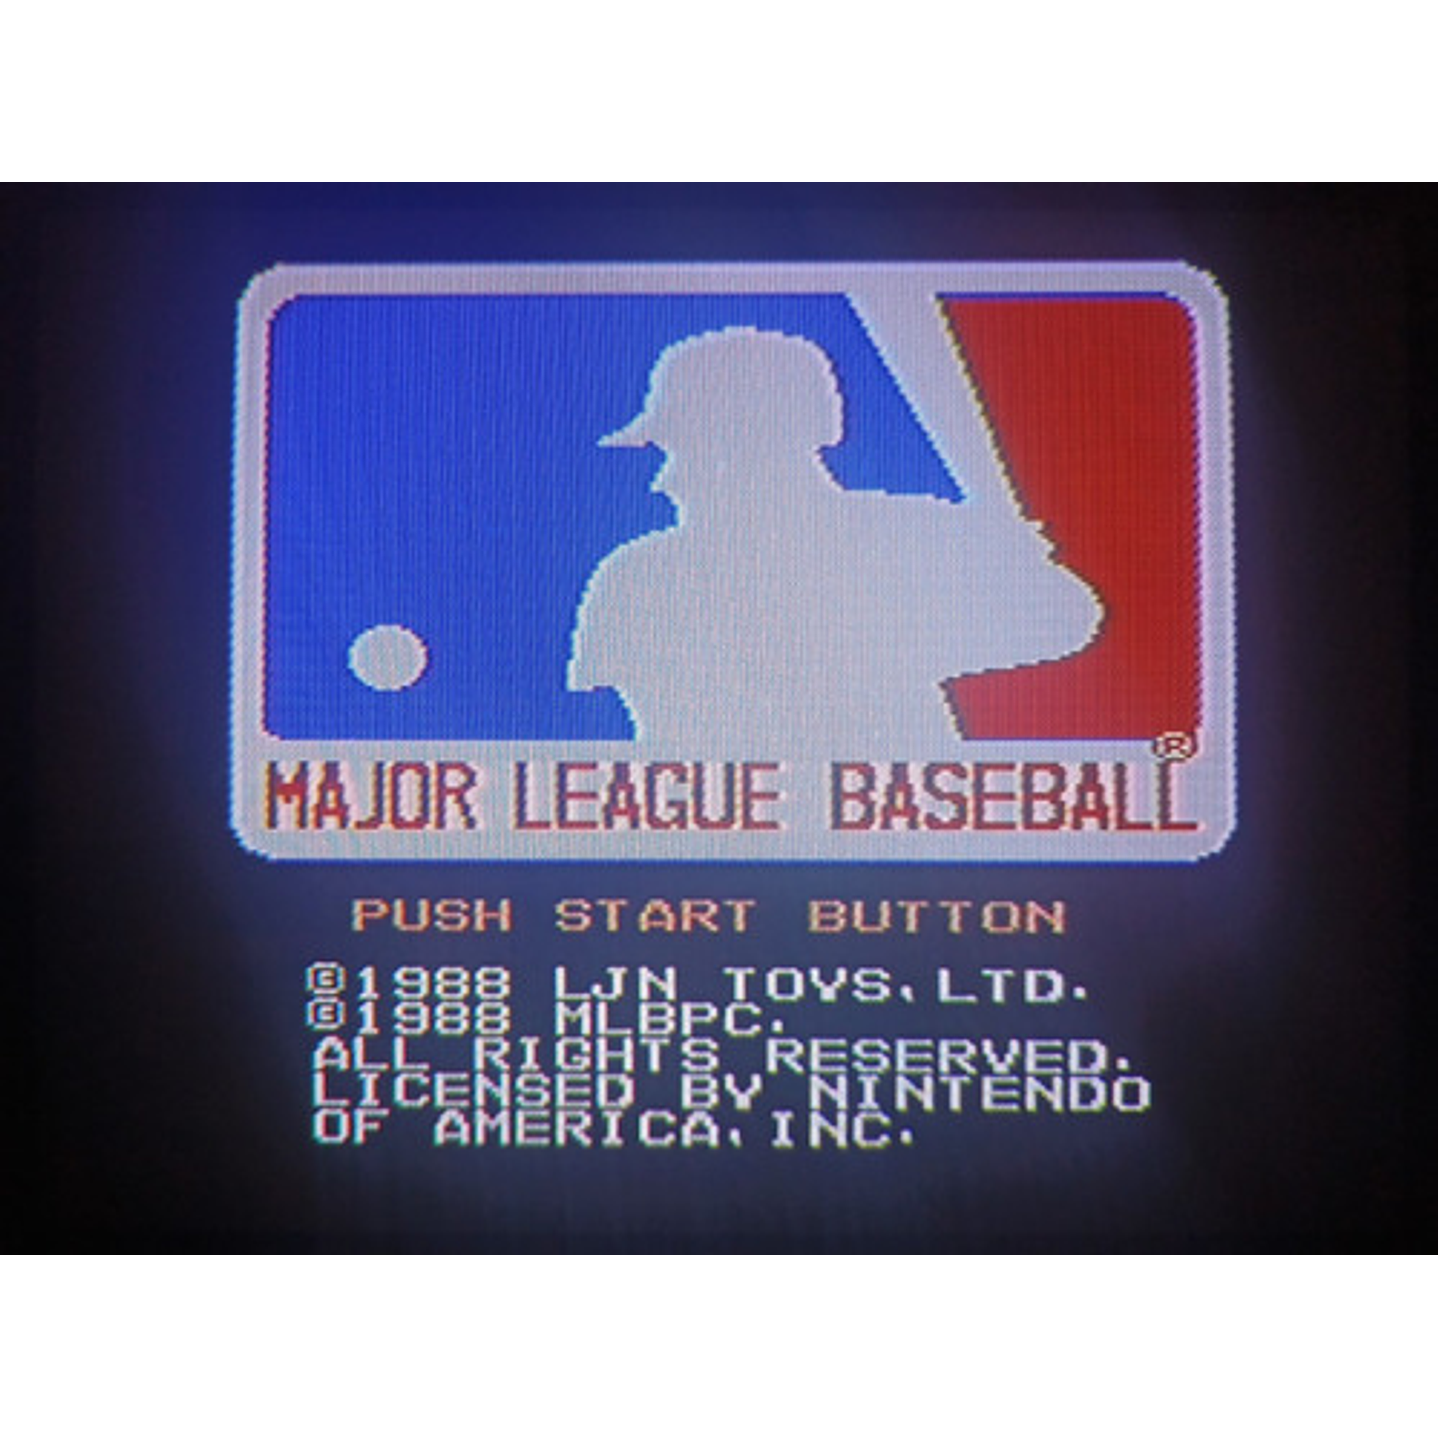 ®
MAJOR LEAGUE BASEBALL
PUSH START BUTTON
©1988 LJN TOYS,LTD.
©1988 MLBPC.
ALL RIGHTS RESERVED.
LICENSED BY NINTENDO
OF AMERICA,INC.